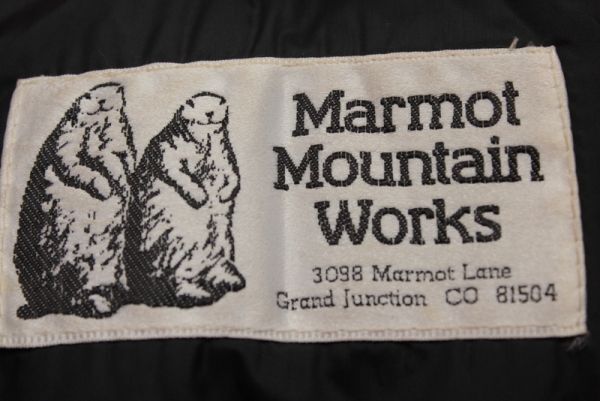 Marmot
Mountain
Works
3098 Marmot Lane
Grand Junction CO 81504